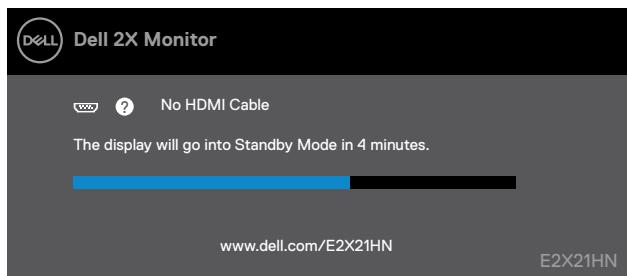 DELL Dell 2X Monitor
? No HDMI Cable
The display will go into Standby Mode in 4 minutes.
www.dell.com/E2X21HN
E2X21HN